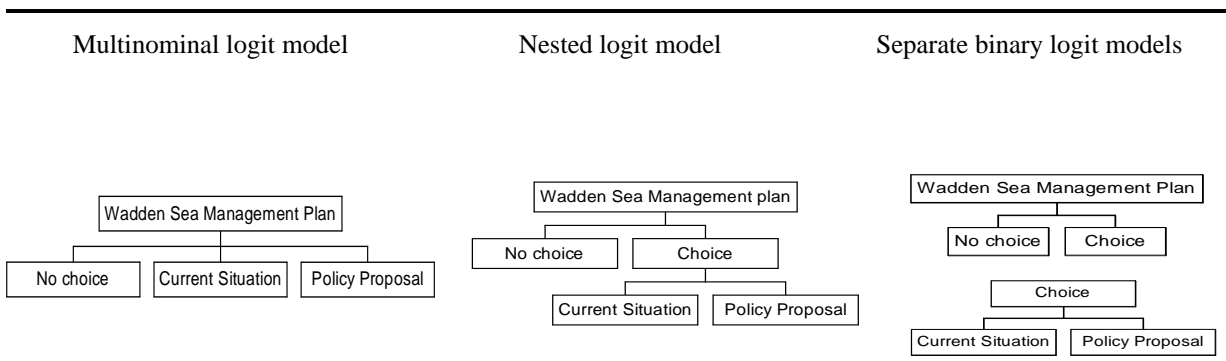 Multinominal logit model Nested logit model Separate binary logit models
Wadden Sea Management Plan
No choice Current Situation Policy Proposal
Wadden Sea Management plan
No choice Choice
Current Situation Policy Proposal
Wadden Sea Management Plan
No choice Choice
Choice
Current Situation Policy Proposal